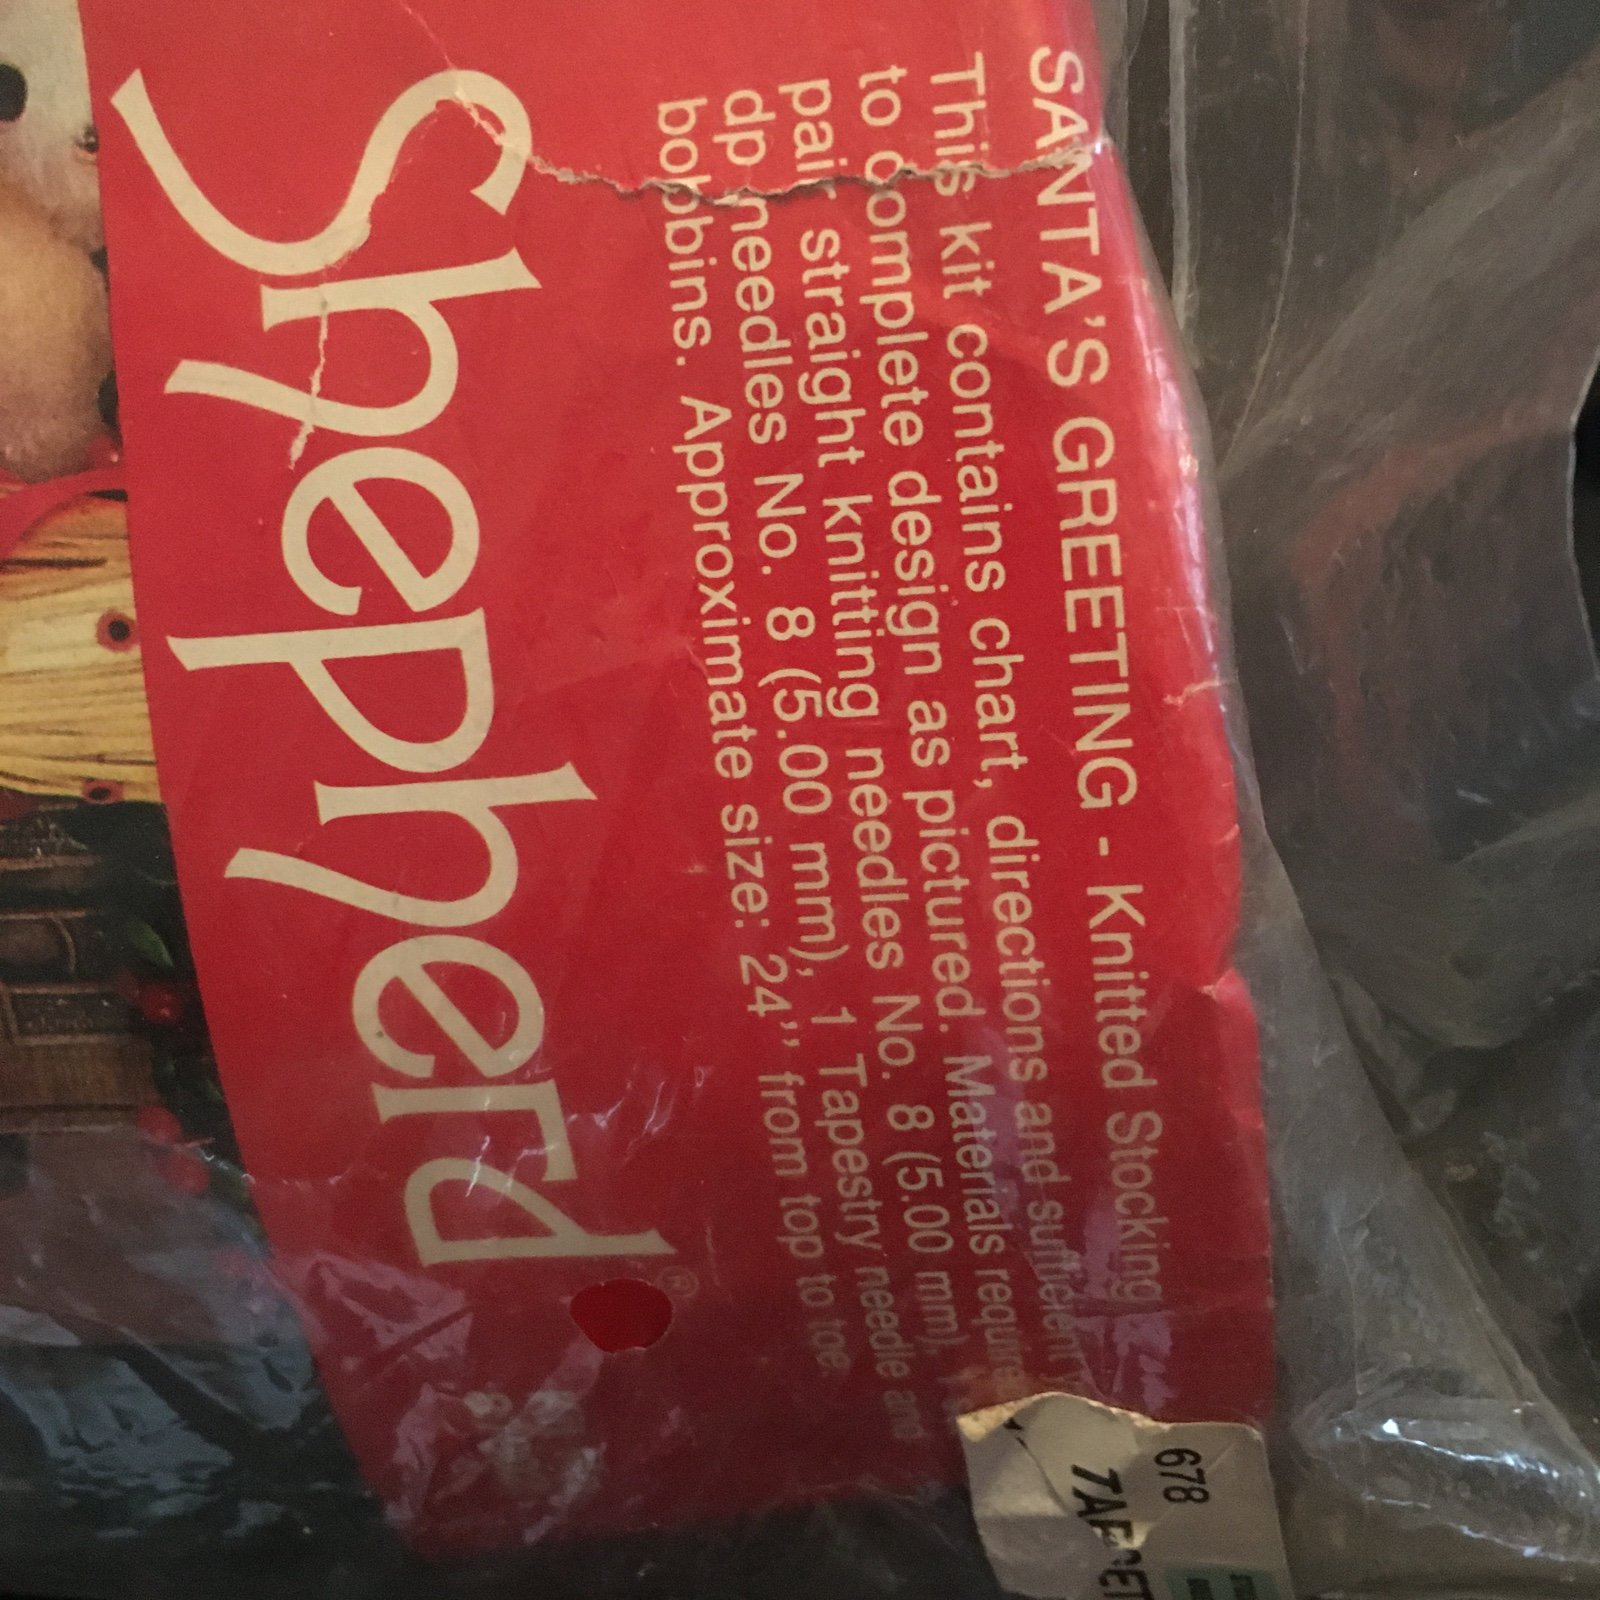 SANTA'S GREETING - Knitted Stocking
This kit contains chart, directions and sufficient
to complete design as pictured. Materials require
pair straight knitting needles No. 8 (5.00 mm),
dp needles No. 8 (5.00 mm), 1 Tapestry needle and
bobbins. Approximate size: 24" from top to toe.
Shepherd®
678